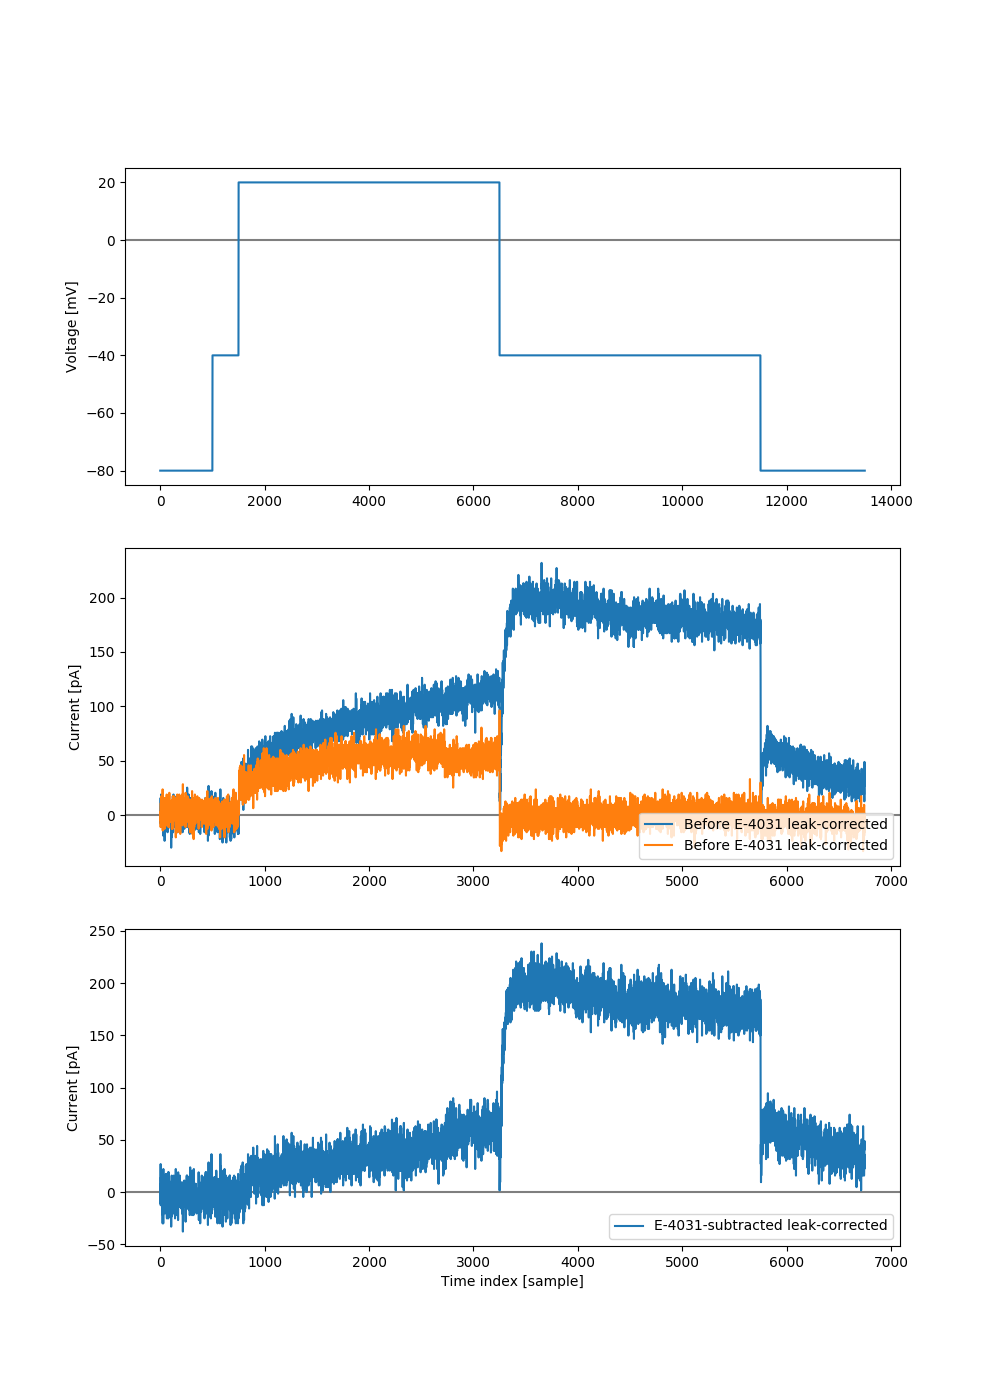 20
0
−20
−40
−60
−80
Voltage [mV]
0 2000 4000 6000 8000 10000 12000 14000
200
150
100
50
0
Current [pA]
Before E-4031 leak-corrected
Before E-4031 leak-corrected
0 1000 2000 3000 4000 5000 6000 7000
250
200
150
100
50
0
−50
Current [pA]
E-4031-subtracted leak-corrected
0 1000 2000 3000 4000 5000 6000 7000
Time index [sample]